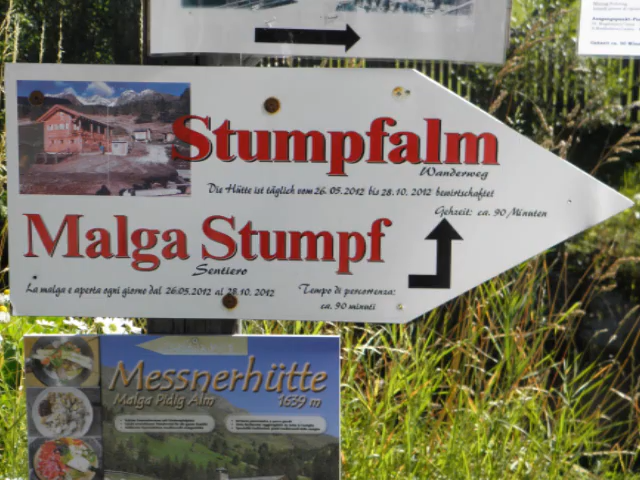 Stumpfalm
Wanderweg
Die Hütte ist täglich vom 26. 05. 2012 bis 28. 10. 2012 bewirtschaftet
Gehzeit: ca. 90 Minuten
Malga Stumpf
Sentiero
La malga e aperta ogni giorno dal 26.05.2012 al 28.10. 2012
Tempo di percorrenza:
ca. 90 minuti
Messnerhütte
Malga Pidig Alm 1639 m